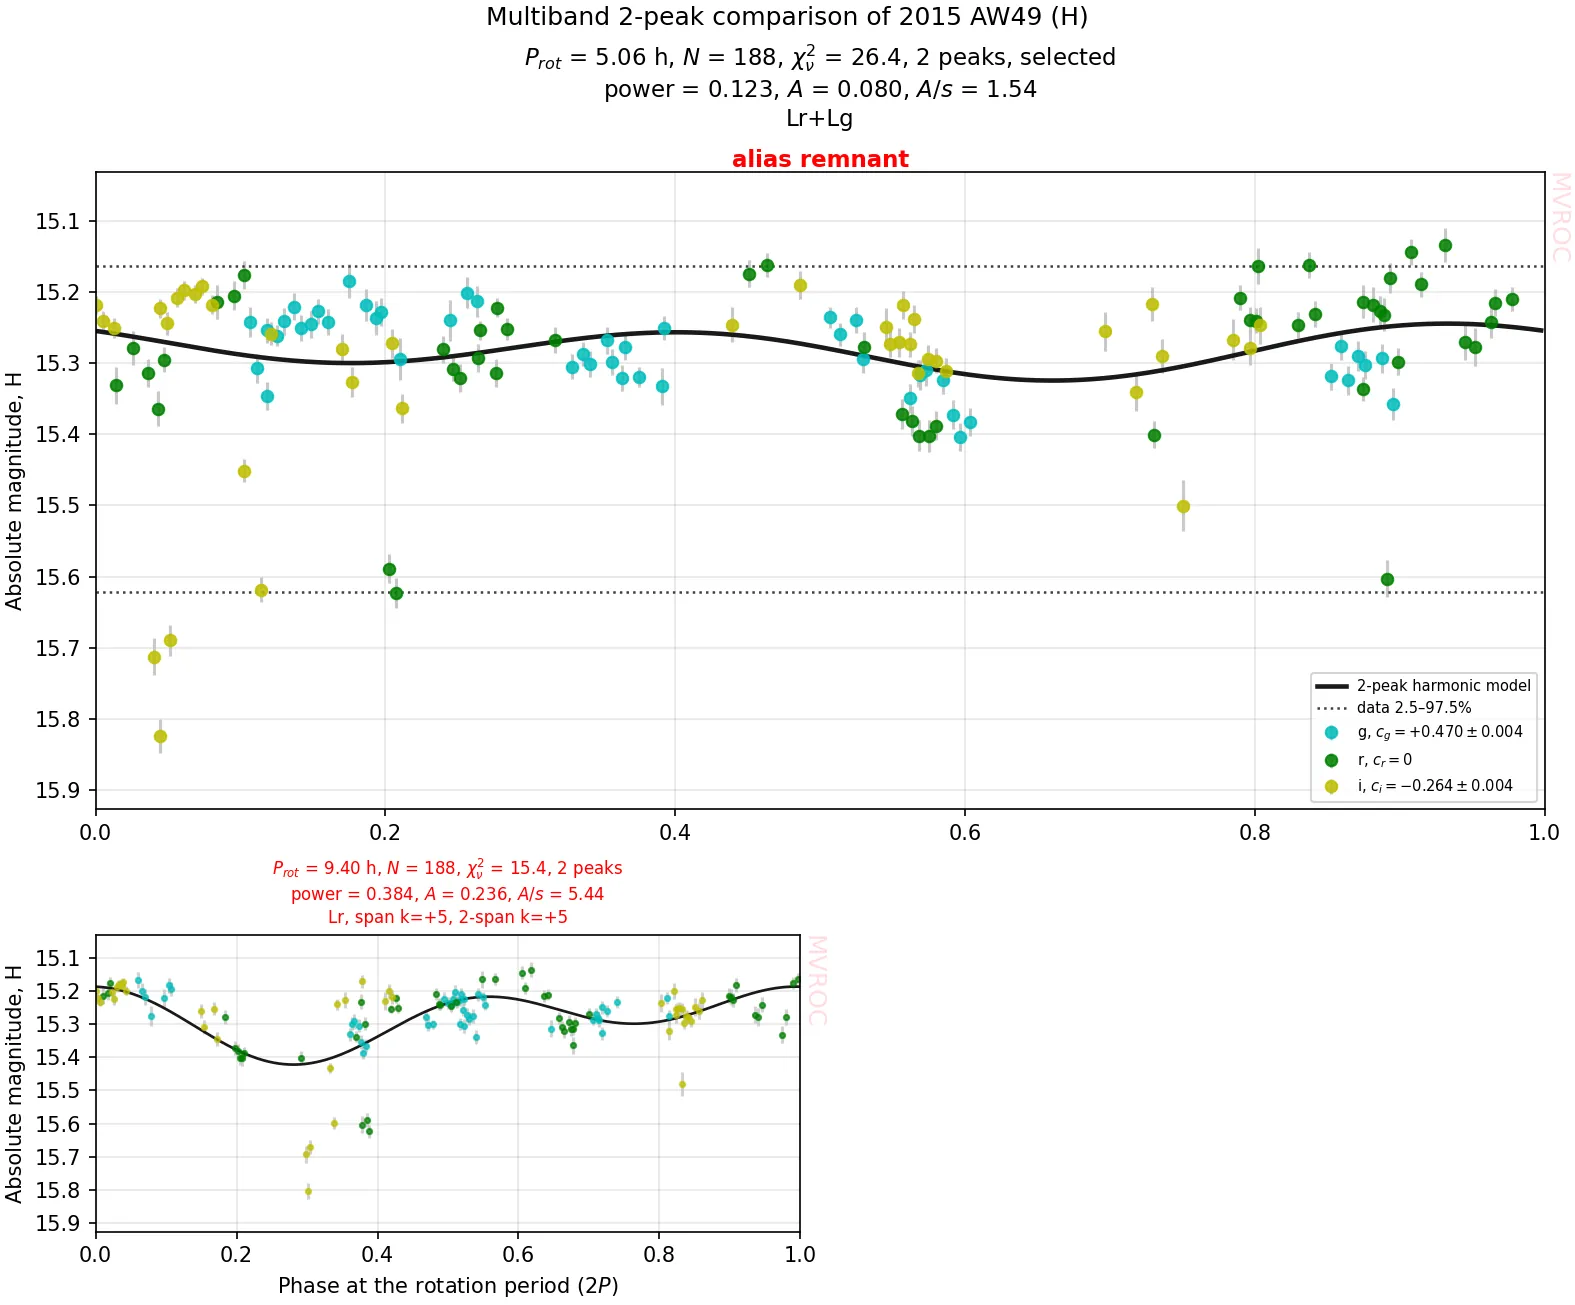 Multiband 2-peak comparison of 2015 AW49 (H)
P_rot = 5.06 h, N = 188, χ²_ν = 26.4, 2 peaks, selected
power = 0.123, A = 0.080, A/s = 1.54
Lr+Lg
alias remnant
MVROC
Absolute magnitude, H
15.1
15.2
15.3
15.4
15.5
15.6
15.7
15.8
15.9
2-peak harmonic model
data 2.5–97.5%
g, c_g = +0.470 ± 0.004
r, c_r = 0
i, c_i = −0.264 ± 0.004
0.0 0.2 0.4 0.6 0.8 1.0
P_rot = 9.40 h, N = 188, χ²_ν = 15.4, 2 peaks
power = 0.384, A = 0.236, A/s = 5.44
Lr, span k=+5, 2-span k=+5
MVROC
Absolute magnitude, H
15.1
15.2
15.3
15.4
15.5
15.6
15.7
15.8
15.9
0.0 0.2 0.4 0.6 0.8 1.0
Phase at the rotation period (2P)